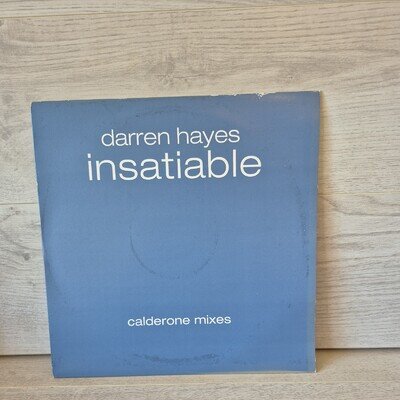 darren hayes
insatiable
calderone mixes